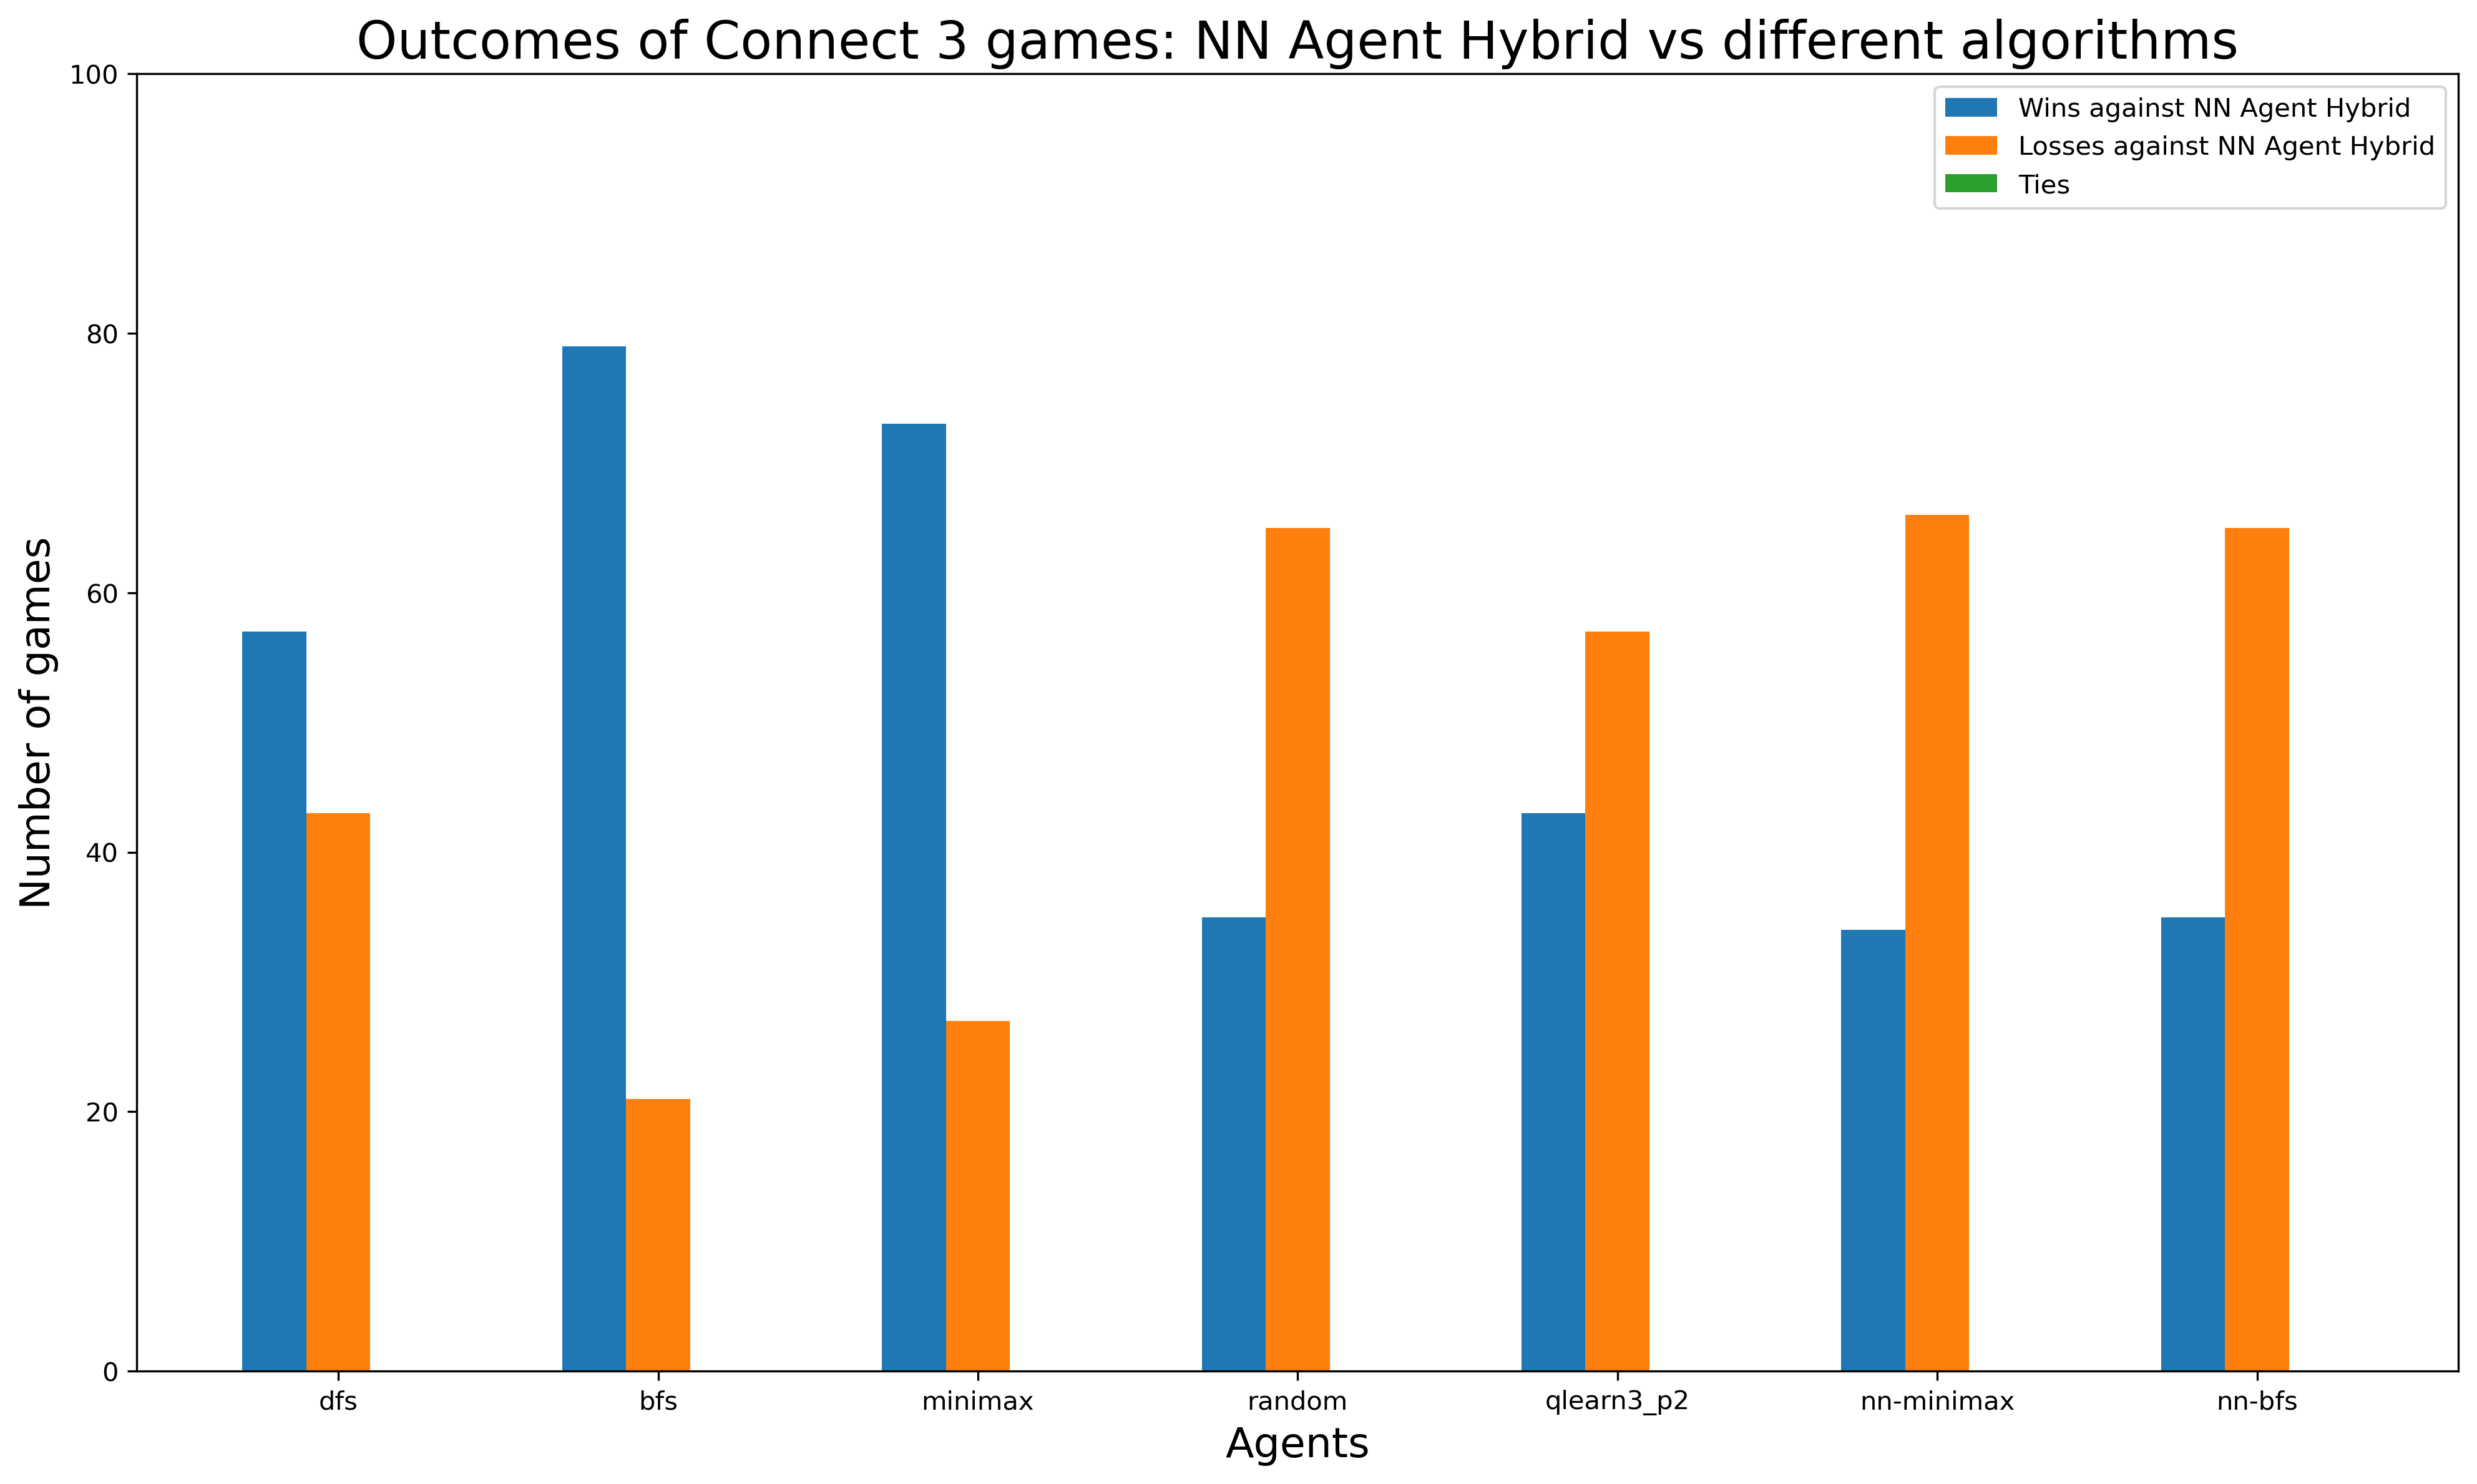 Outcomes of Connect 3 games: NN Agent Hybrid vs different algorithms
Wins against NN Agent Hybrid
Losses against NN Agent Hybrid
Ties
Number of games
100
80
60
40
20
0
dfs bfs minimax random qlearn3_p2 nn-minimax nn-bfs
Agents